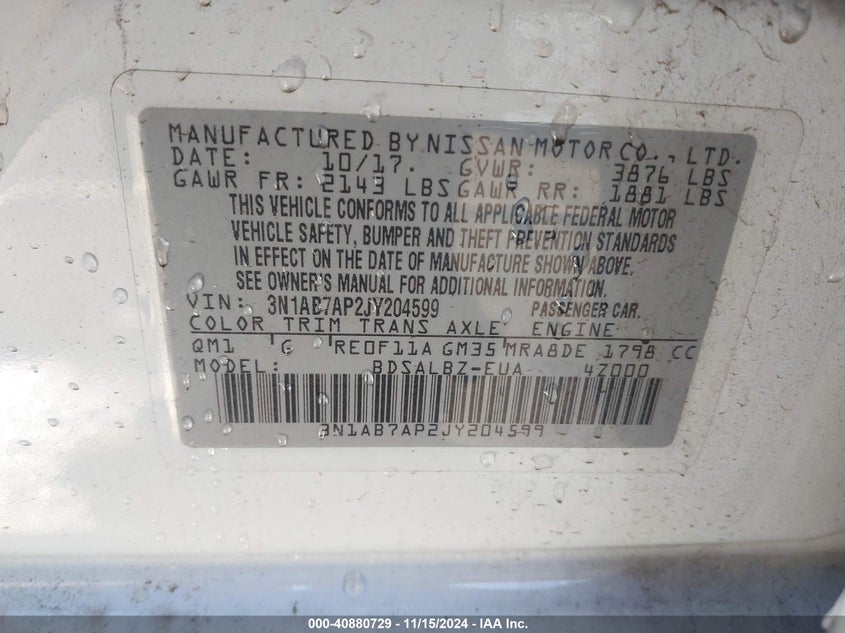 MANUFACTURED BY NISSAN MOTOR CO., LTD.
DATE: 10/17. GVWR: 3876 LBS
GAWR FR: 2143 LBS GAWR RR: 1881 LBS
THIS VEHICLE CONFORMS TO ALL APPLICABLE FEDERAL MOTOR
VEHICLE SAFETY, BUMPER AND THEFT PREVENTION STANDARDS
IN EFFECT ON THE DATE OF MANUFACTURE SHOWN ABOVE.
SEE OWNER'S MANUAL FOR ADDITIONAL INFORMATION.
VIN: 3N1AB7AP2JY204599 PASSENGER CAR.
COLOR TRIM TRANS AXLE ENGINE
QM1 G RE0F11A GM35 MRA8DE 1798 CC
MODEL: BDSALBZ-EUA 4Z000
3N1AB7AP2JY204599
000-40880729 - 11/15/2024 - IAAI.com